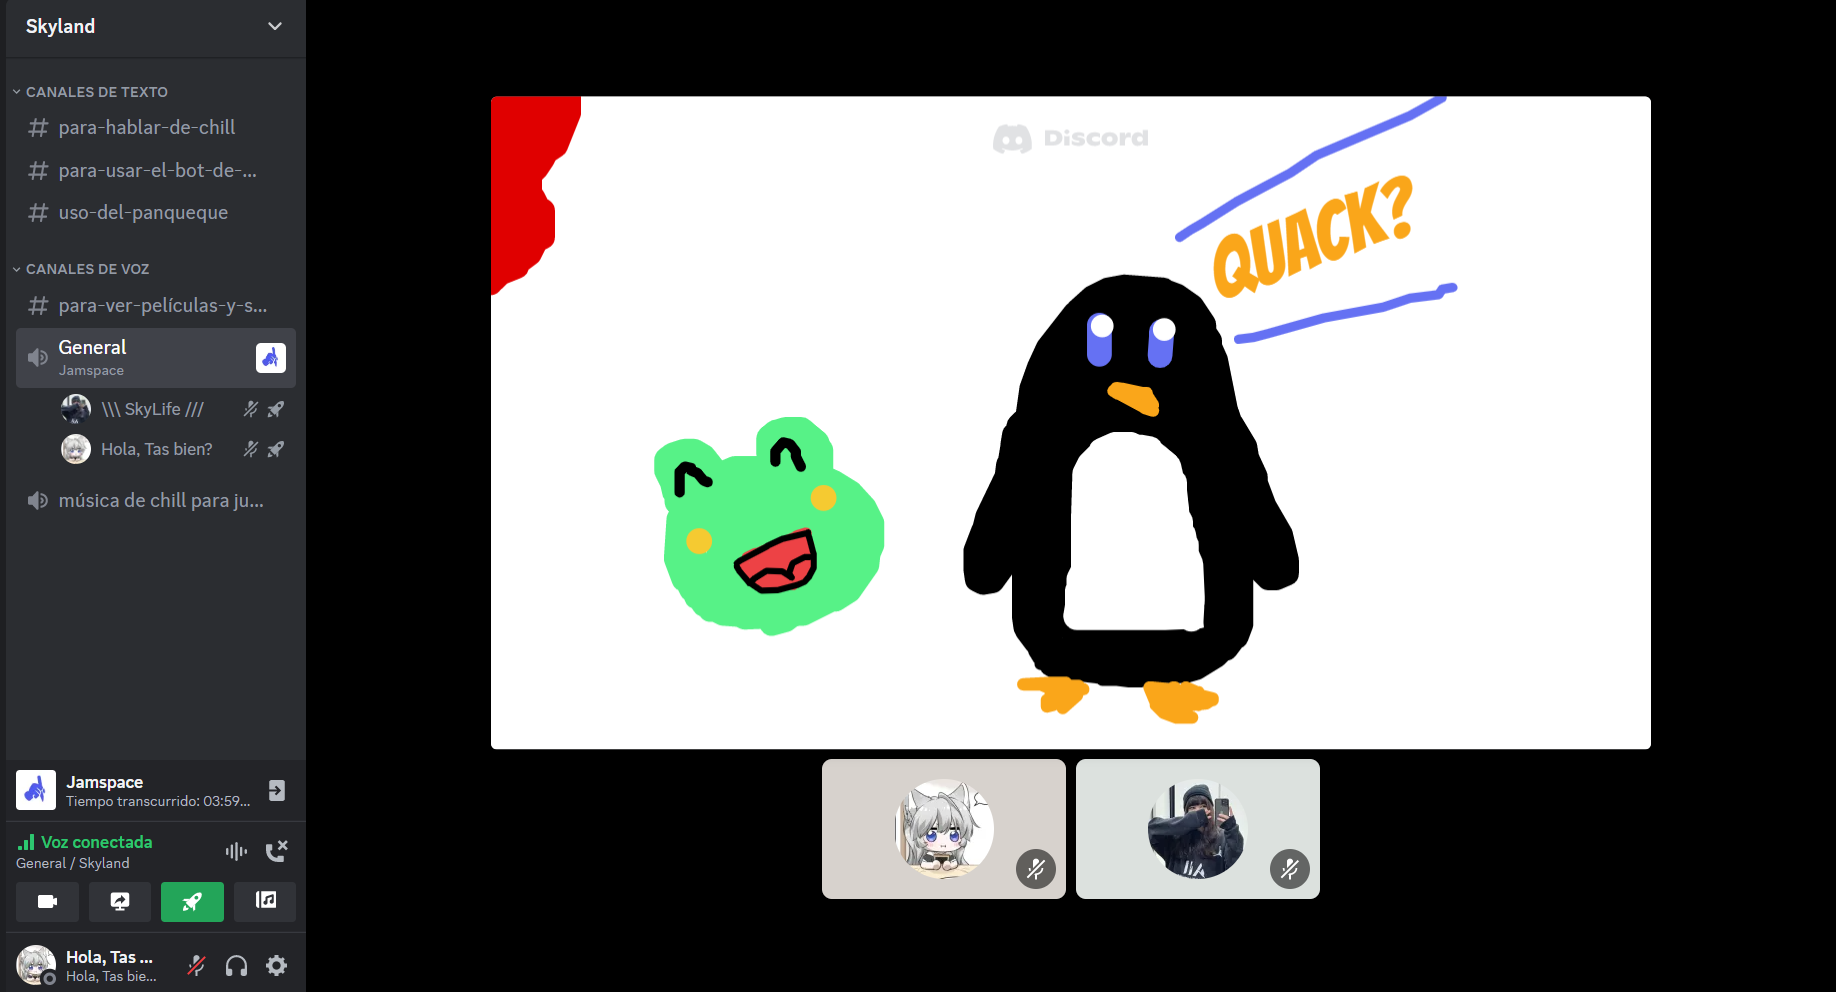 Skyland
CANALES DE TEXTO
para-hablar-de-chill
para-usar-el-bot-de-...
uso-del-panqueque
CANALES DE VOZ
para-ver-películas-y-s...
General
Jamspace
\\\ SkyLife ///
Hola, Tas bien?
música de chill para ju...
Jamspace
Tiempo transcurrido: 03:59...
Voz conectada
General / Skyland
Hola, Tas ...
Hola, Tas bie...
Discord
QUACK?